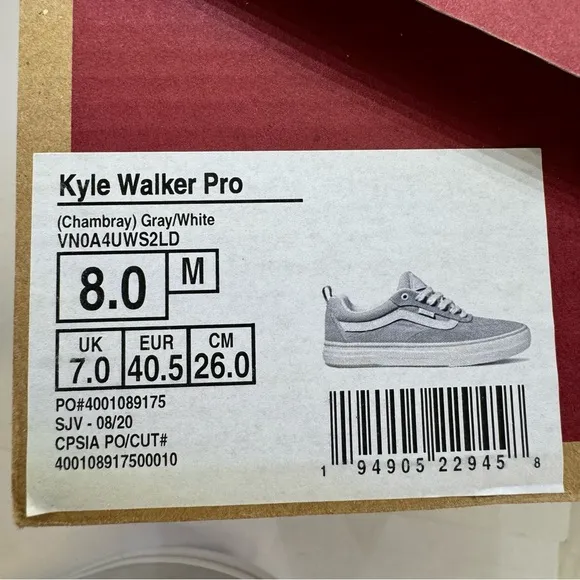 Kyle Walker Pro
(Chambray) Gray/White
VN0A4UWS2LD
8.0 M
UK EUR CM
7.0 40.5 26.0
PO#4001089175
SJV - 08/20
CPSIA PO/CUT#
400108917500010
1 94905 22945 8